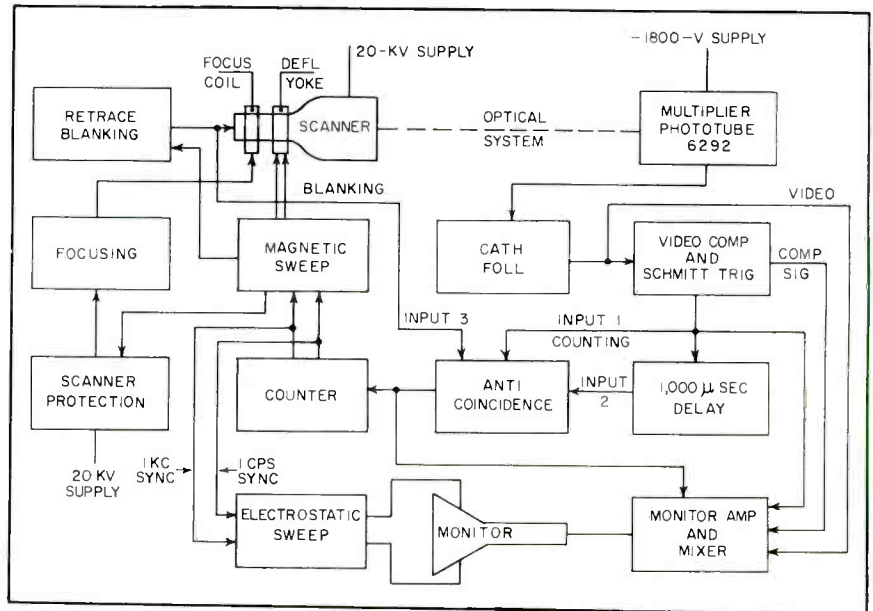 FOCUS
COIL
DEFL
YOKE
20-KV SUPPLY
-1800-V SUPPLY
RETRACE
BLANKING
SCANNER
OPTICAL
SYSTEM
MULTIPLIER
PHOTOTUBE
6292
BLANKING
VIDEO
FOCUSING
MAGNETIC
SWEEP
CATH
FOLL
VIDEO COMP
AND
SCHMITT TRIG
COMP
SIG
INPUT 3
INPUT 1
COUNTING
SCANNER
PROTECTION
COUNTER
ANTI
COINCIDENCE
INPUT
2
1,000 μ SEC
DELAY
20 KV
SUPPLY
1 KC
SYNC
1 CPS
SYNC
ELECTROSTATIC
SWEEP
MONITOR
MONITOR AMP
AND
MIXER